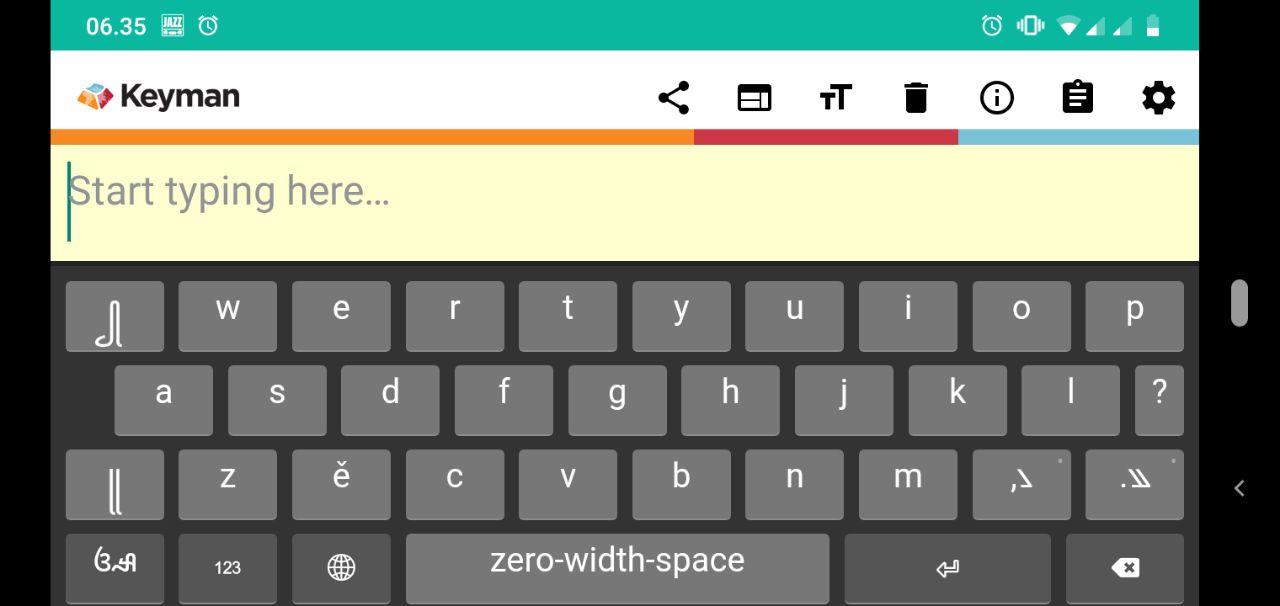 06.35 JAZZ
Keyman
Start typing here...
꧋ w e r t y u i o p
a s d f g h j k l ?
꧊ z ě c v b n m ,꧈ .꧉
123 zero-width-space